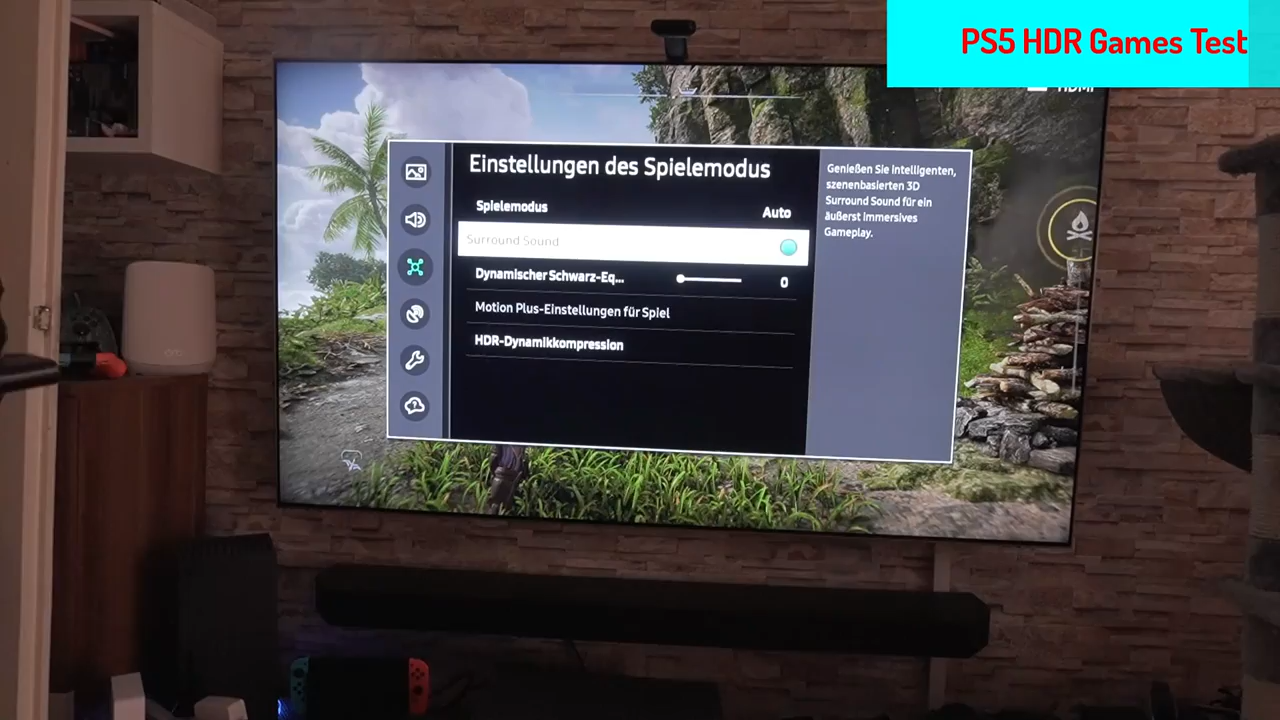 PS5 HDR Games Test
HDMI
Einstellungen des Spielemodus
Spielemodus
Auto
Surround Sound
Dynamischer Schwarz-Eq...
0
Motion Plus-Einstellungen für Spiel
HDR-Dynamikkompression
Genießen Sie intelligenten,
szenenbasierten 3D
Surround Sound für ein
äußerst immersives
Gameplay.